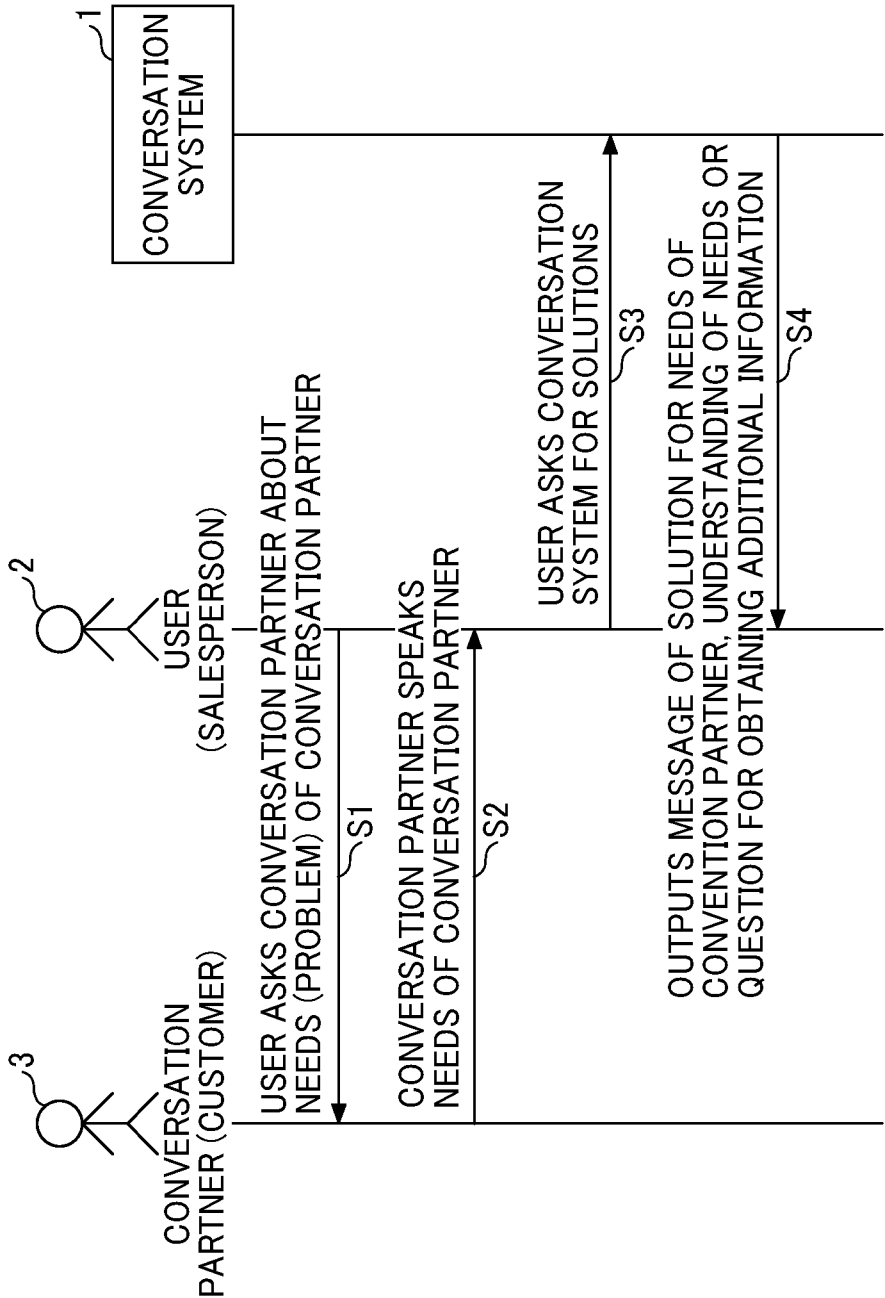 3
CONVERSATION
PARTNER (CUSTOMER)
2
USER
(SALESPERSON)
1
CONVERSATION
SYSTEM
USER ASKS CONVERSATION PARTNER ABOUT
NEEDS (PROBLEM) OF CONVERSATION PARTNER
S1
CONVERSATION PARTNER SPEAKS
NEEDS OF CONVERSATION PARTNER
S2
USER ASKS CONVERSATION
SYSTEM FOR SOLUTIONS
S3
OUTPUTS MESSAGE OF SOLUTION FOR NEEDS OF
CONVENTION PARTNER, UNDERSTANDING OF NEEDS OR
QUESTION FOR OBTAINING ADDITIONAL INFORMATION
S4